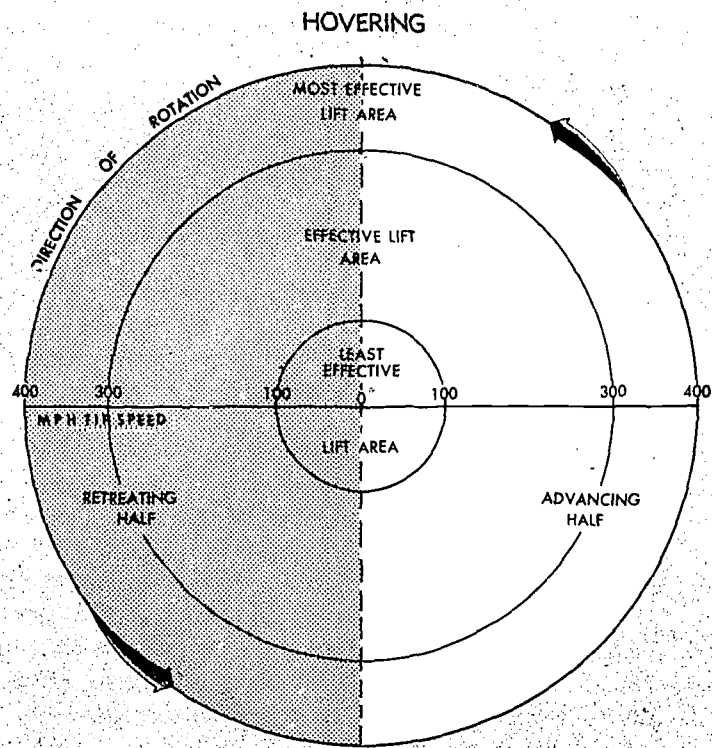 HOVERING
MOST EFFECTIVE
LIFT AREA
DIRECTION OF ROTATION
EFFECTIVE LIFT
AREA
LEAST
EFFECTIVE
400 300 100 0 100 300 400
MPH TIP SPEED
LIFT AREA
RETREATING
HALF
ADVANCING
HALF